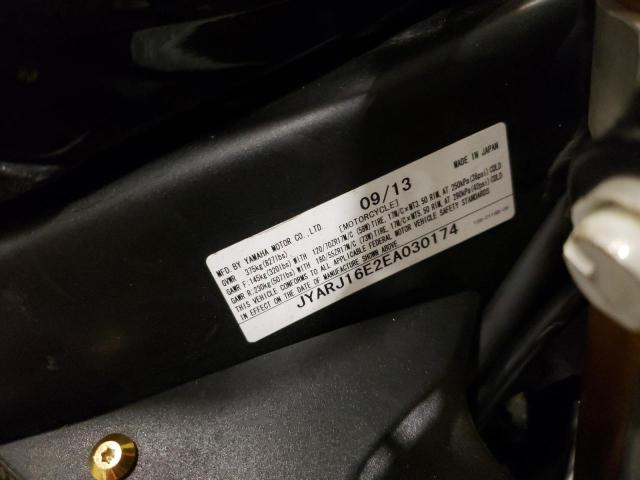 09/13
MFD. BY YAMAHA MOTOR CO., LTD. [MOTORCYCLE] MADE IN JAPAN
GVWR 375kg(827lbs)
GAWR F:145kg(320lbs) WITH 120/70ZR17M/C (58W) TIRE, 17M/C×MT3.50 RIM, AT 250kPa(36psi) COLD
GAWR R:230kg(507lbs) WITH 180/55ZR17M/C (73W) TIRE, 17M/C×MT5.50 RIM, AT 290kPa(42psi) COLD
THIS VEHICLE CONFORMS TO ALL APPLICABLE FEDERAL MOTOR VEHICLE SAFETY STANDARDS
IN EFFECT ON THE DATE OF MANUFACTURE SHOWN ABOVE
JYARJ16E2EA030174